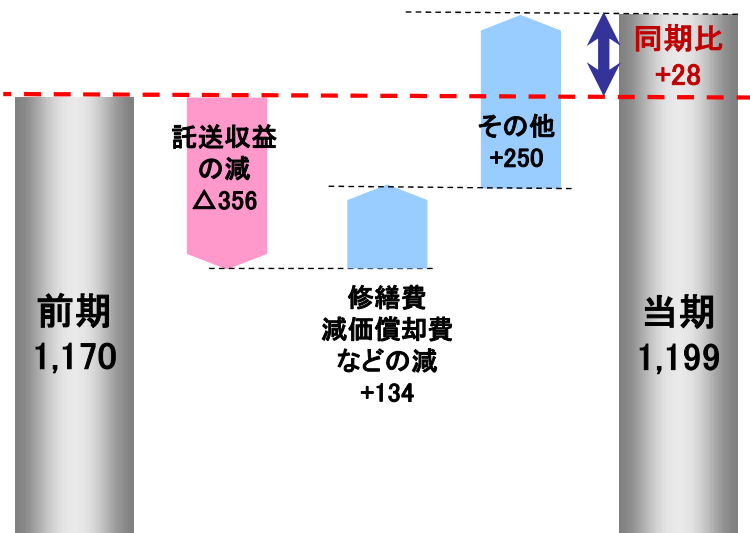 前期
1,170
託送収益
の減
△356
修繕費
減価償却費
などの減
+134
その他
+250
同期比
+28
当期
1,199